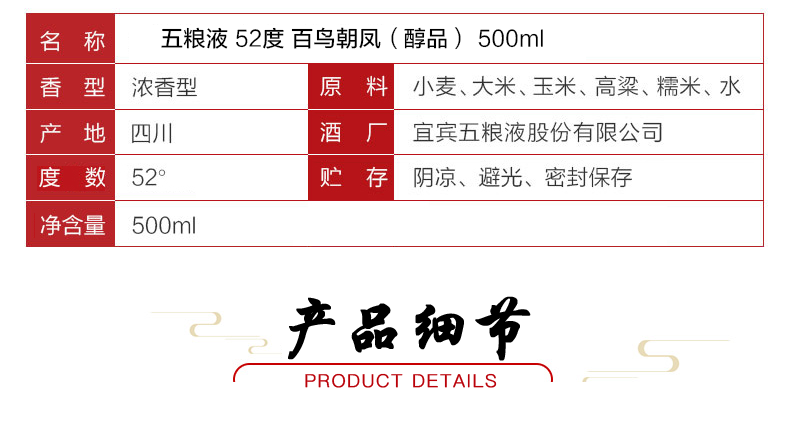 名 称 五粮液 52度 百鸟朝凤（醇品） 500ml
香 型 浓香型 原 料 小麦、大米、玉米、高粱、糯米、水
产 地 四川 酒 厂 宜宾五粮液股份有限公司
度 数 52° 贮 存 阴凉、避光、密封保存
净含量 500ml
产品细节
PRODUCT DETAILS